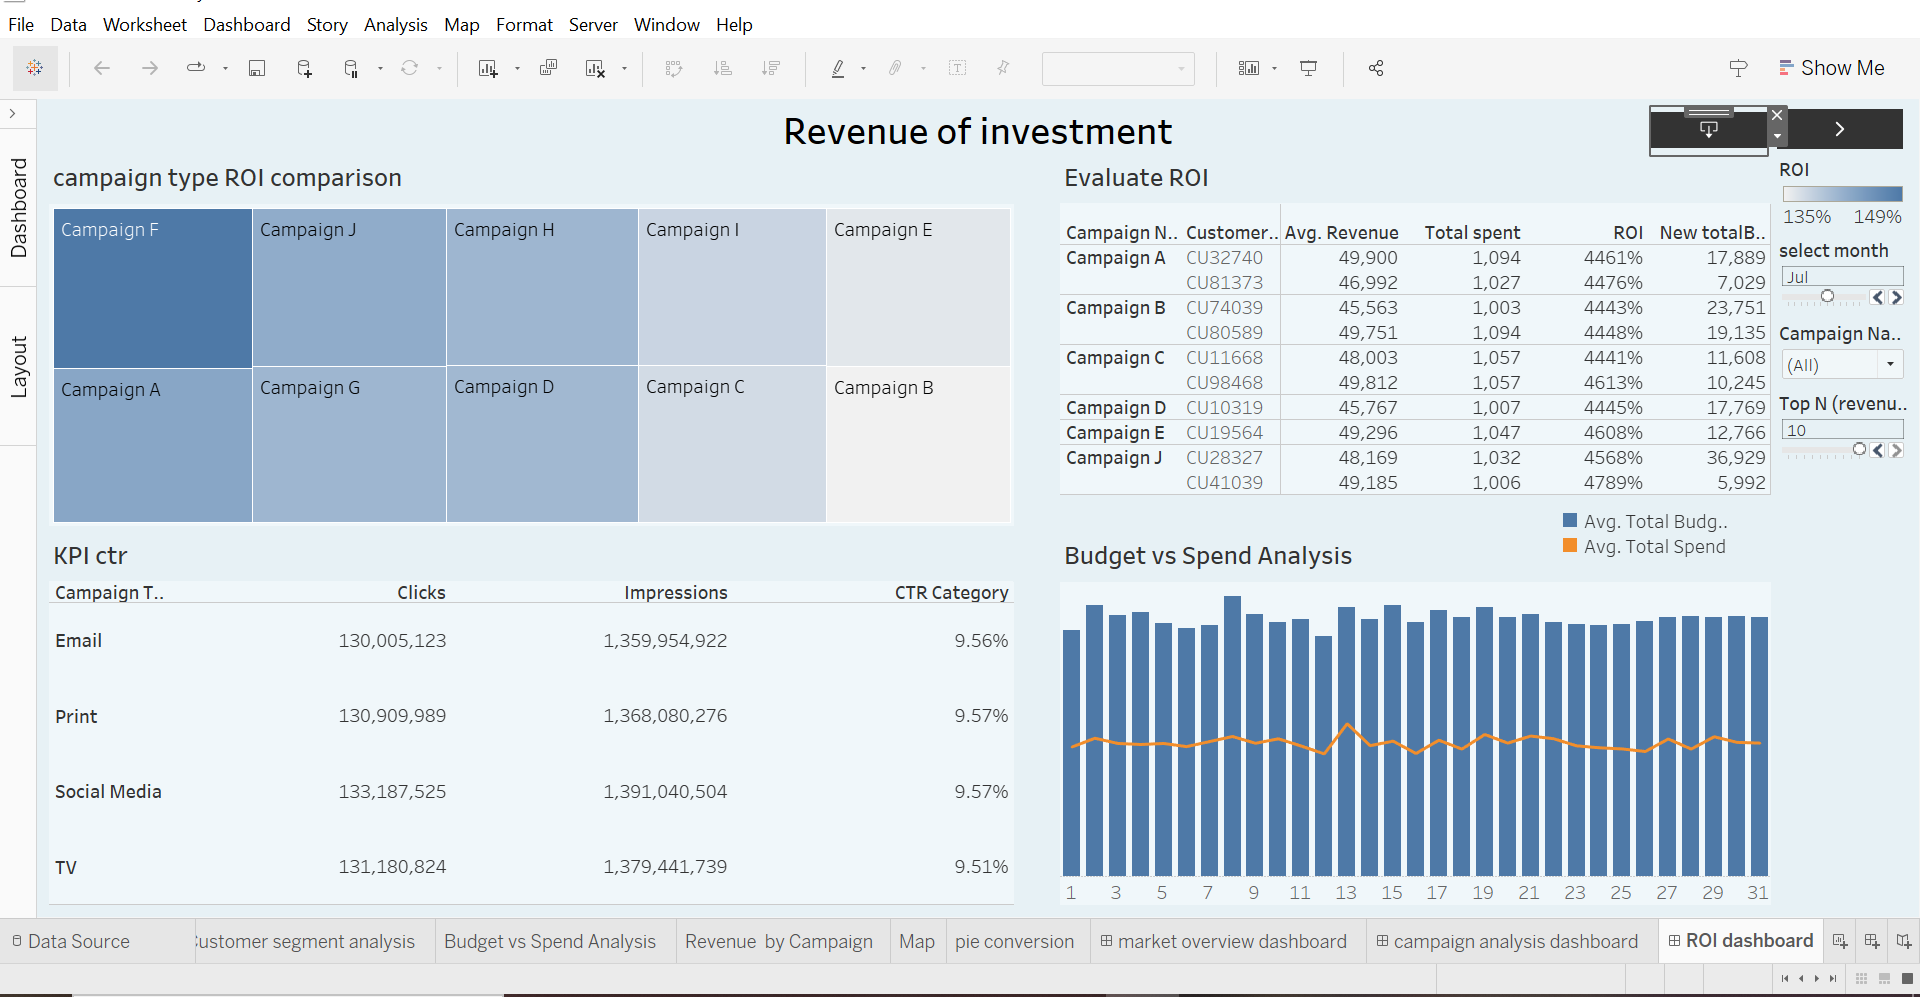 File Data Worksheet Dashboard Story Analysis Map Format Server Window Help
Show Me
Dashboard
Layout
Revenue of investment
campaign type ROI comparison
Campaign F Campaign J Campaign H Campaign I Campaign E
Campaign A Campaign G Campaign D Campaign C Campaign B
Evaluate ROI
Campaign N.. Customer.. Avg. Revenue Total spent ROI New totalB..
Campaign A CU32740 49,900 1,094 4461% 17,889
CU81373 46,992 1,027 4476% 7,029
Campaign B CU74039 45,563 1,003 4443% 23,751
CU80589 49,751 1,094 4448% 19,135
Campaign C CU11668 48,003 1,057 4441% 11,608
CU98468 49,812 1,057 4613% 10,245
Campaign D CU10319 45,767 1,007 4445% 17,769
Campaign E CU19564 49,296 1,047 4608% 12,766
Campaign J CU28327 48,169 1,032 4568% 36,929
CU41039 49,185 1,006 4789% 5,992
ROI
135% 149%
select month
Jul
Campaign Na..
(All)
Top N (revenu..
10
KPI ctr
Campaign T.. Clicks Impressions CTR Category
Email 130,005,123 1,359,954,922 9.56%
Print 130,909,989 1,368,080,276 9.57%
Social Media 133,187,525 1,391,040,504 9.57%
TV 131,180,824 1,379,441,739 9.51%
Avg. Total Budg..
Avg. Total Spend
Budget vs Spend Analysis
1 3 5 7 9 11 13 15 17 19 21 23 25 27 29 31
Data Source Customer segment analysis Budget vs Spend Analysis Revenue by Campaign Map pie conversion market overview dashboard campaign analysis dashboard ROI dashboard